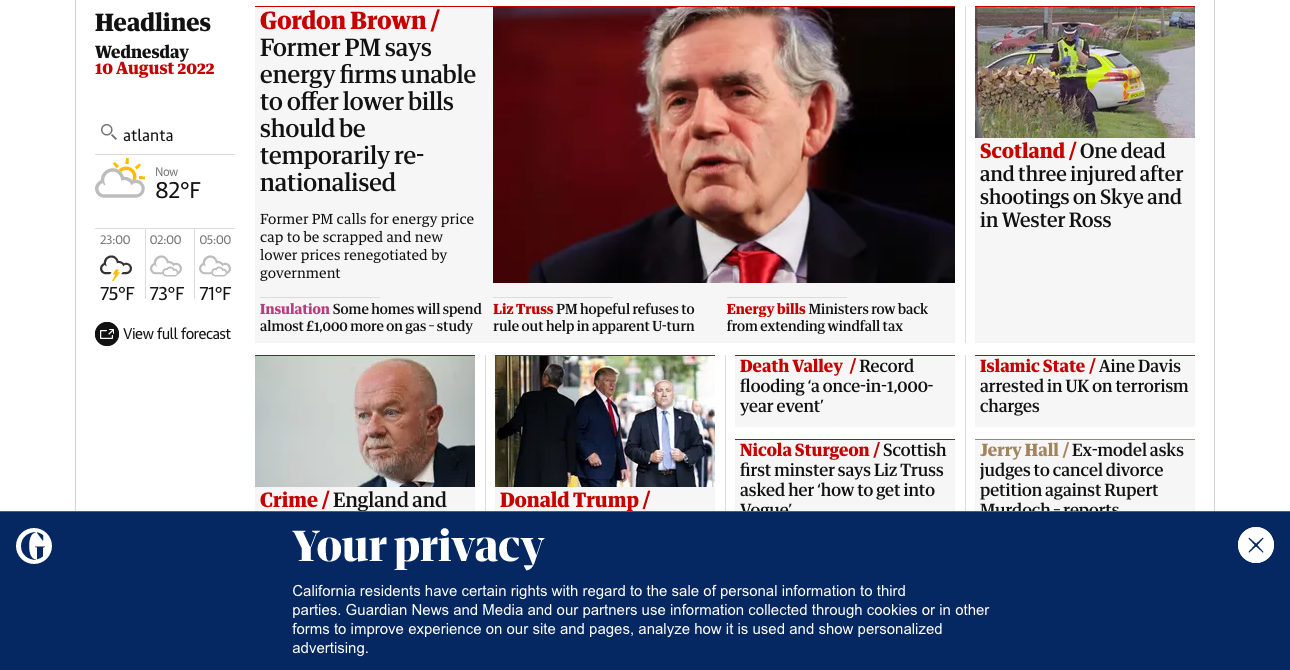 Headlines
Wednesday
10 August 2022
atlanta
Now
82°F
23:00
02:00
05:00
75°F
73°F
71°F
View full forecast
Gordon Brown /
Former PM says
energy firms unable
to offer lower bills
should be
temporarily re-
nationalised
Former PM calls for energy price
cap to be scrapped and new
lower prices renegotiated by
government
Insulation Some homes will spend
almost £1,000 more on gas – study
Liz Truss PM hopeful refuses to
rule out help in apparent U-turn
Energy bills Ministers row back
from extending windfall tax
Scotland / One dead
and three injured after
shootings on Skye and
in Wester Ross
Crime / England and
Donald Trump /
Death Valley / Record
flooding ‘a once-in-1,000-
year event’
Nicola Sturgeon / Scottish
first minster says Liz Truss
asked her ‘how to get into
Vogue’
Islamic State / Aine Davis
arrested in UK on terrorism
charges
Jerry Hall / Ex-model asks
judges to cancel divorce
petition against Rupert
Murdoch – reports
G
Your privacy
California residents have certain rights with regard to the sale of personal information to third
parties. Guardian News and Media and our partners use information collected through cookies or in other
forms to improve experience on our site and pages, analyze how it is used and show personalized
advertising.